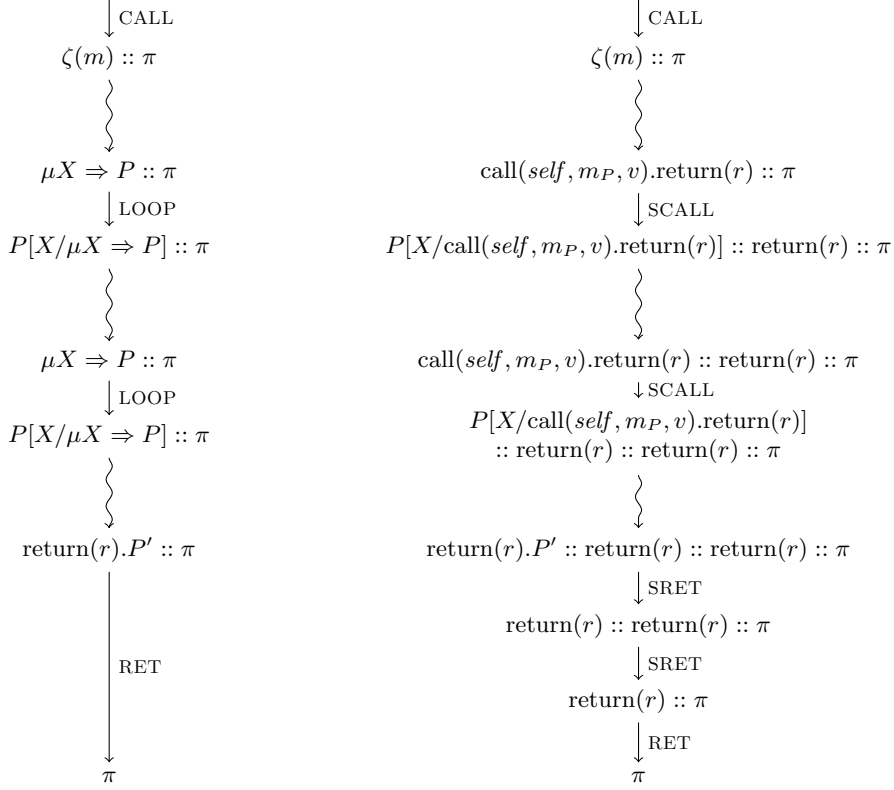 CALL
ζ(m) :: π
μX ⇒ P :: π
LOOP
P[X/μX ⇒ P] :: π
μX ⇒ P :: π
LOOP
P[X/μX ⇒ P] :: π
return(r).P′ :: π
RET
π
CALL
ζ(m) :: π
call(self, m_P, v).return(r) :: π
SCALL
P[X/call(self, m_P, v).return(r)] :: return(r) :: π
call(self, m_P, v).return(r) :: return(r) :: π
SCALL
P[X/call(self, m_P, v).return(r)]
:: return(r) :: return(r) :: π
return(r).P′ :: return(r) :: return(r) :: π
SRET
return(r) :: return(r) :: π
SRET
return(r) :: π
RET
π